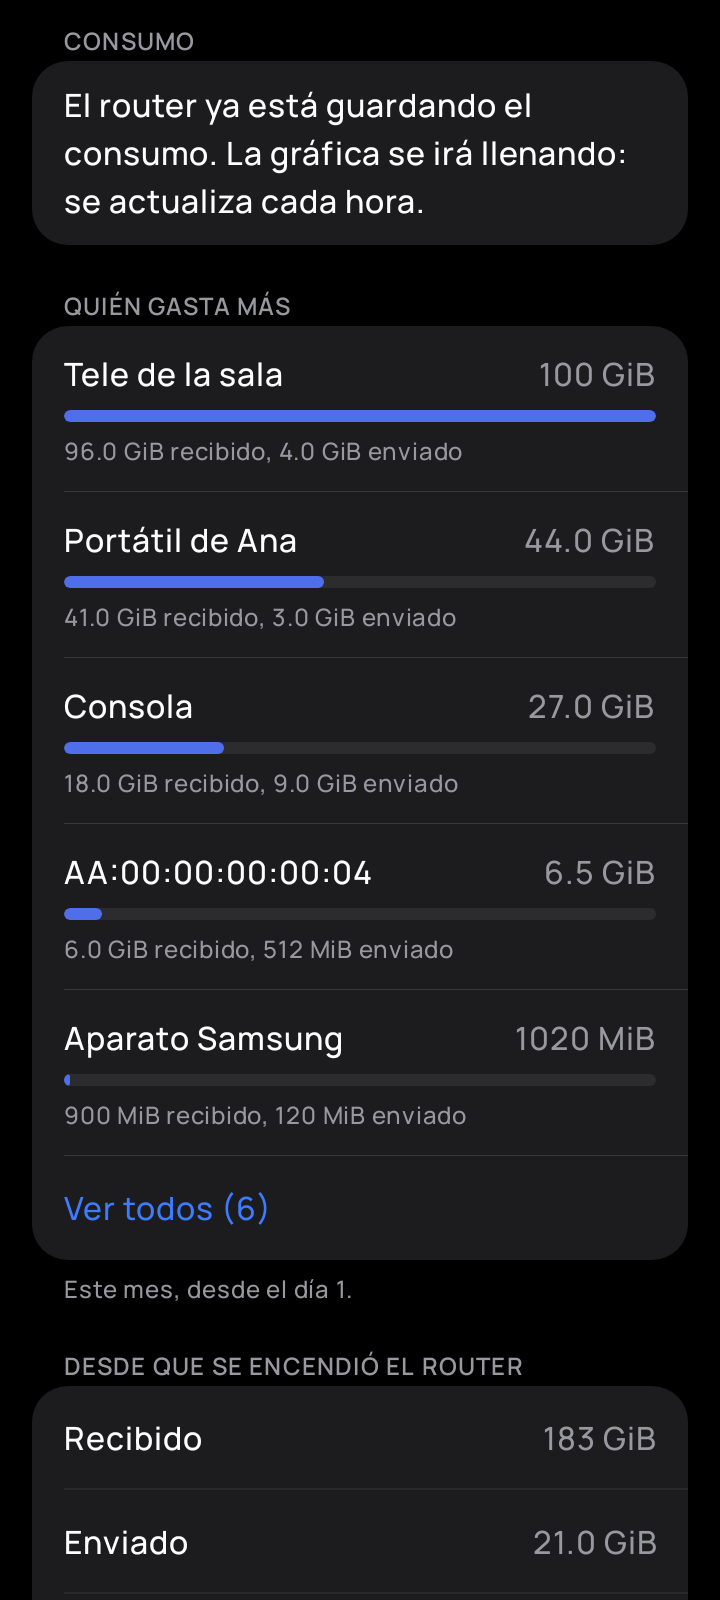 CONSUMO
El router ya está guardando el
consumo. La gráfica se irá llenando:
se actualiza cada hora.
QUIÉN GASTA MÁS
Tele de la sala 100 GiB
96.0 GiB recibido, 4.0 GiB enviado
Portátil de Ana 44.0 GiB
41.0 GiB recibido, 3.0 GiB enviado
Consola 27.0 GiB
18.0 GiB recibido, 9.0 GiB enviado
AA:00:00:00:00:04 6.5 GiB
6.0 GiB recibido, 512 MiB enviado
Aparato Samsung 1020 MiB
900 MiB recibido, 120 MiB enviado
Ver todos (6)
Este mes, desde el día 1.
DESDE QUE SE ENCENDIÓ EL ROUTER
Recibido 183 GiB
Enviado 21.0 GiB